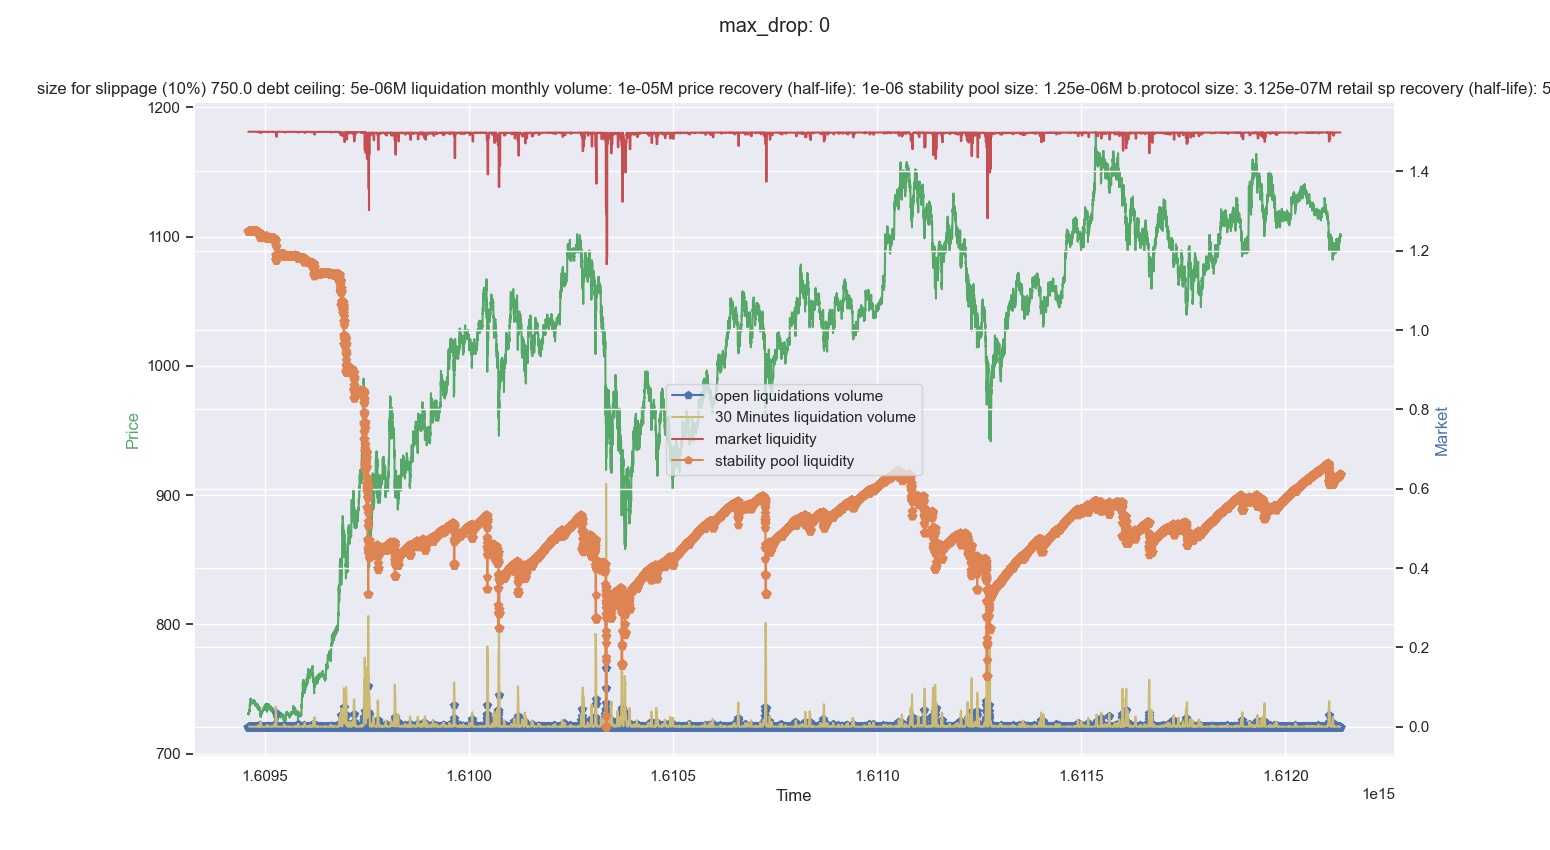 max_drop: 0
size for slippage (10%) 750.0 debt ceiling: 5e-06M liquidation monthly volume: 1e-05M price recovery (half-life): 1e-06 stability pool size: 1.25e-06M b.protocol size: 3.125e-07M retail sp recovery (half-life): 5
1200
1100
1000
900
800
700
Price
1.4
1.2
1.0
0.8
0.6
0.4
0.2
0.0
Market
open liquidations volume
30 Minutes liquidation volume
market liquidity
stability pool liquidity
1.6095 1.6100 1.6105 1.6110 1.6115 1.6120
Time
1e15